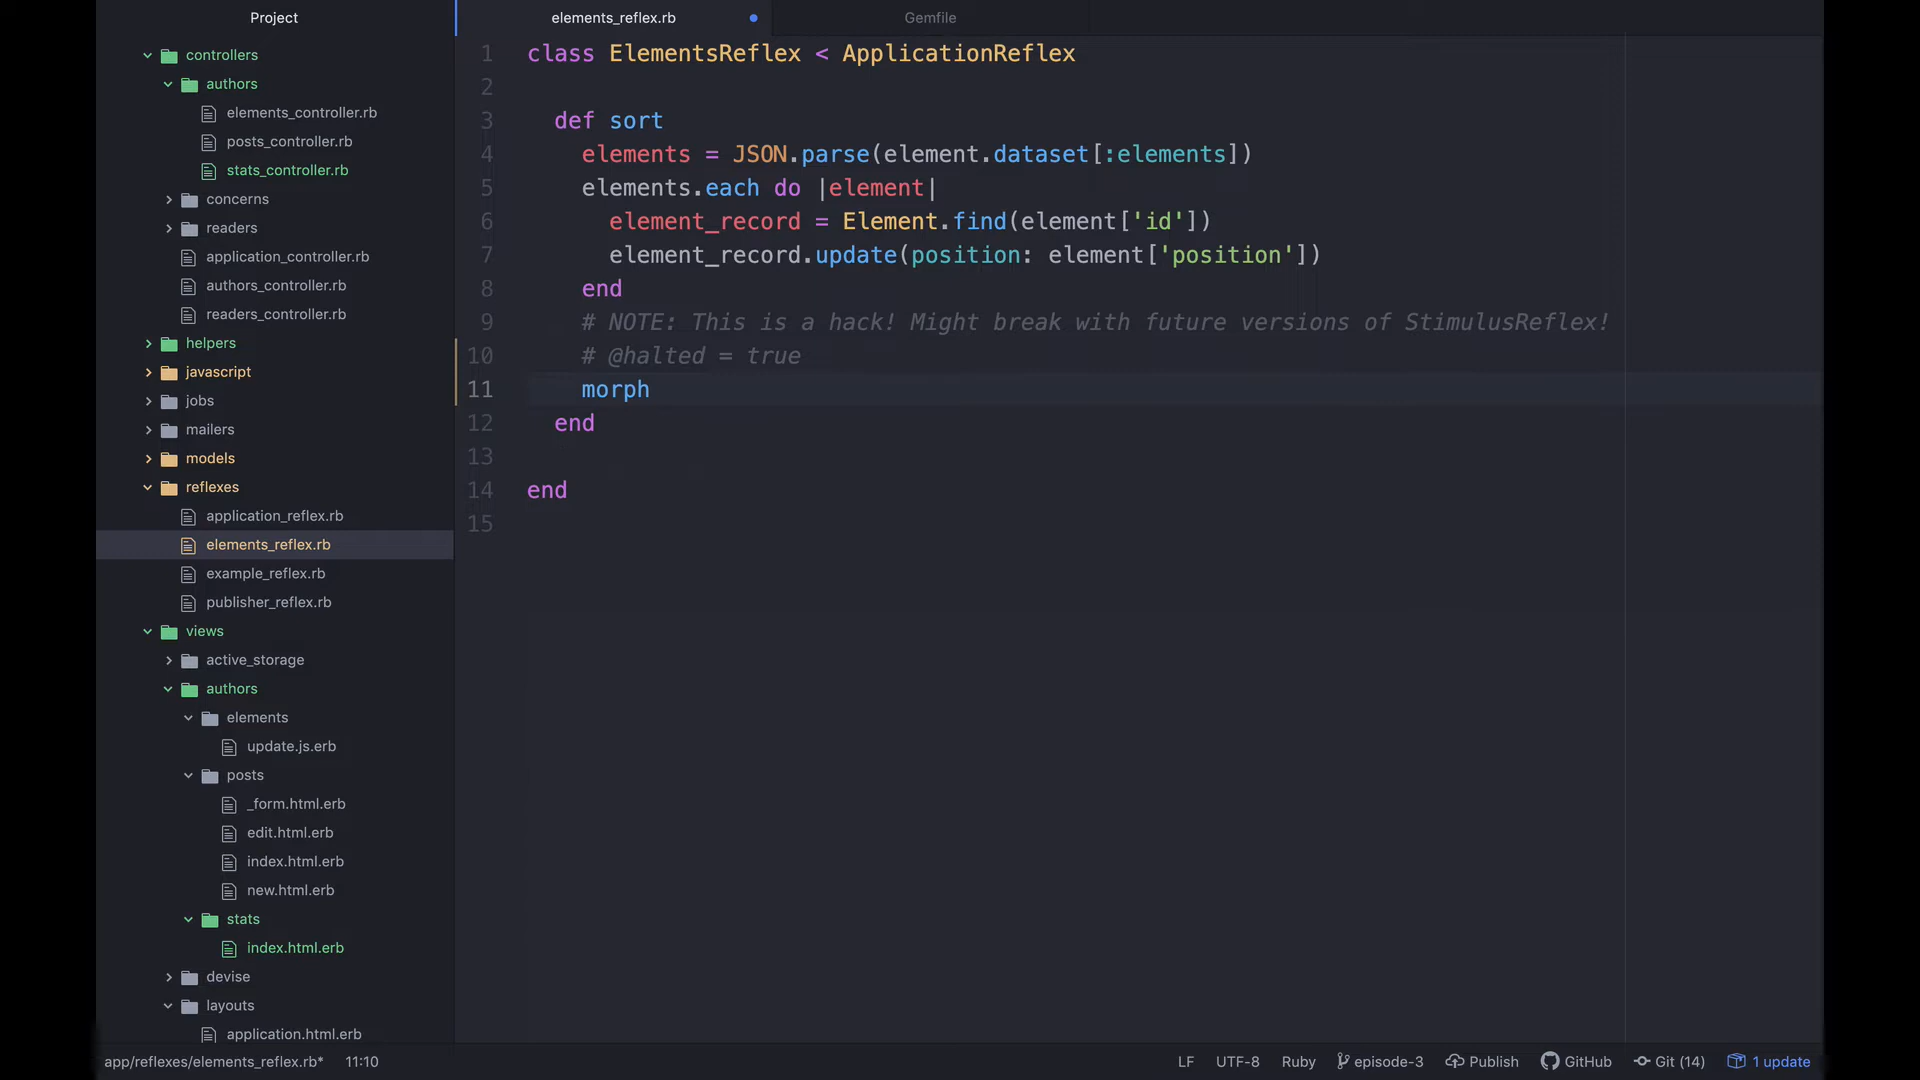 Project
elements_reflex.rb
Gemfile
controllers
authors
elements_controller.rb
posts_controller.rb
stats_controller.rb
concerns
readers
application_controller.rb
authors_controller.rb
readers_controller.rb
helpers
javascript
jobs
mailers
models
reflexes
application_reflex.rb
elements_reflex.rb
example_reflex.rb
publisher_reflex.rb
views
active_storage
authors
elements
update.js.erb
posts
_form.html.erb
edit.html.erb
index.html.erb
new.html.erb
stats
index.html.erb
devise
layouts
application.html.erb
1 class ElementsReflex < ApplicationReflex
2
3 def sort
4 elements = JSON.parse(element.dataset[:elements])
5 elements.each do |element|
6 element_record = Element.find(element['id'])
7 element_record.update(position: element['position'])
8 end
9 # NOTE: This is a hack! Might break with future versions of StimulusReflex!
10 # @halted = true
11 morph
12 end
13
14 end
15
app/reflexes/elements_reflex.rb* 11:10 LF UTF-8 Ruby episode-3 Publish GitHub Git (14) 1 update